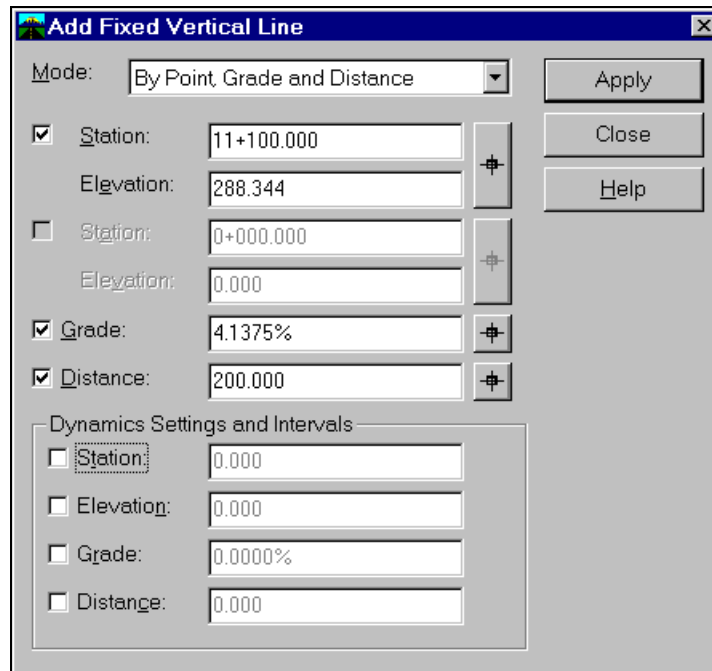 Add Fixed Vertical Line
Mode: By Point, Grade and Distance
Apply
Station: 11+100.000
Close
Elevation: 288.344
Help
Station: 0+000.000
Elevation: 0.000
Grade: 4.1375%
Distance: 200.000
Dynamics Settings and Intervals
Station: 0.000
Elevation: 0.000
Grade: 0.0000%
Distance: 0.000